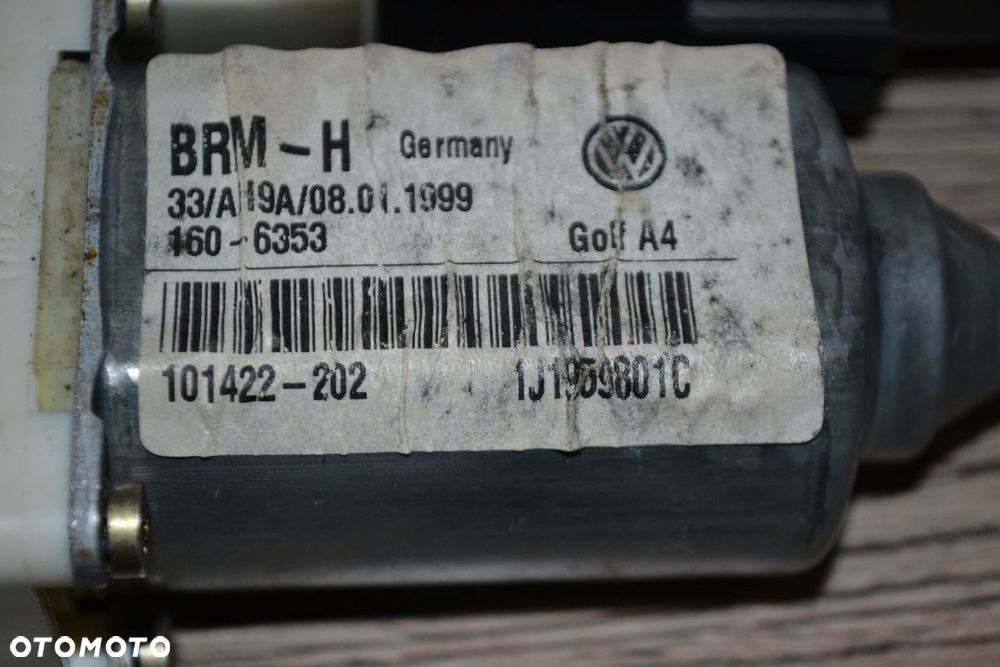 BRM-H Germany
33/A19A/08.01.1999
160-6353 Golf A4
101422-202 1J1959801C
OTOMOTO